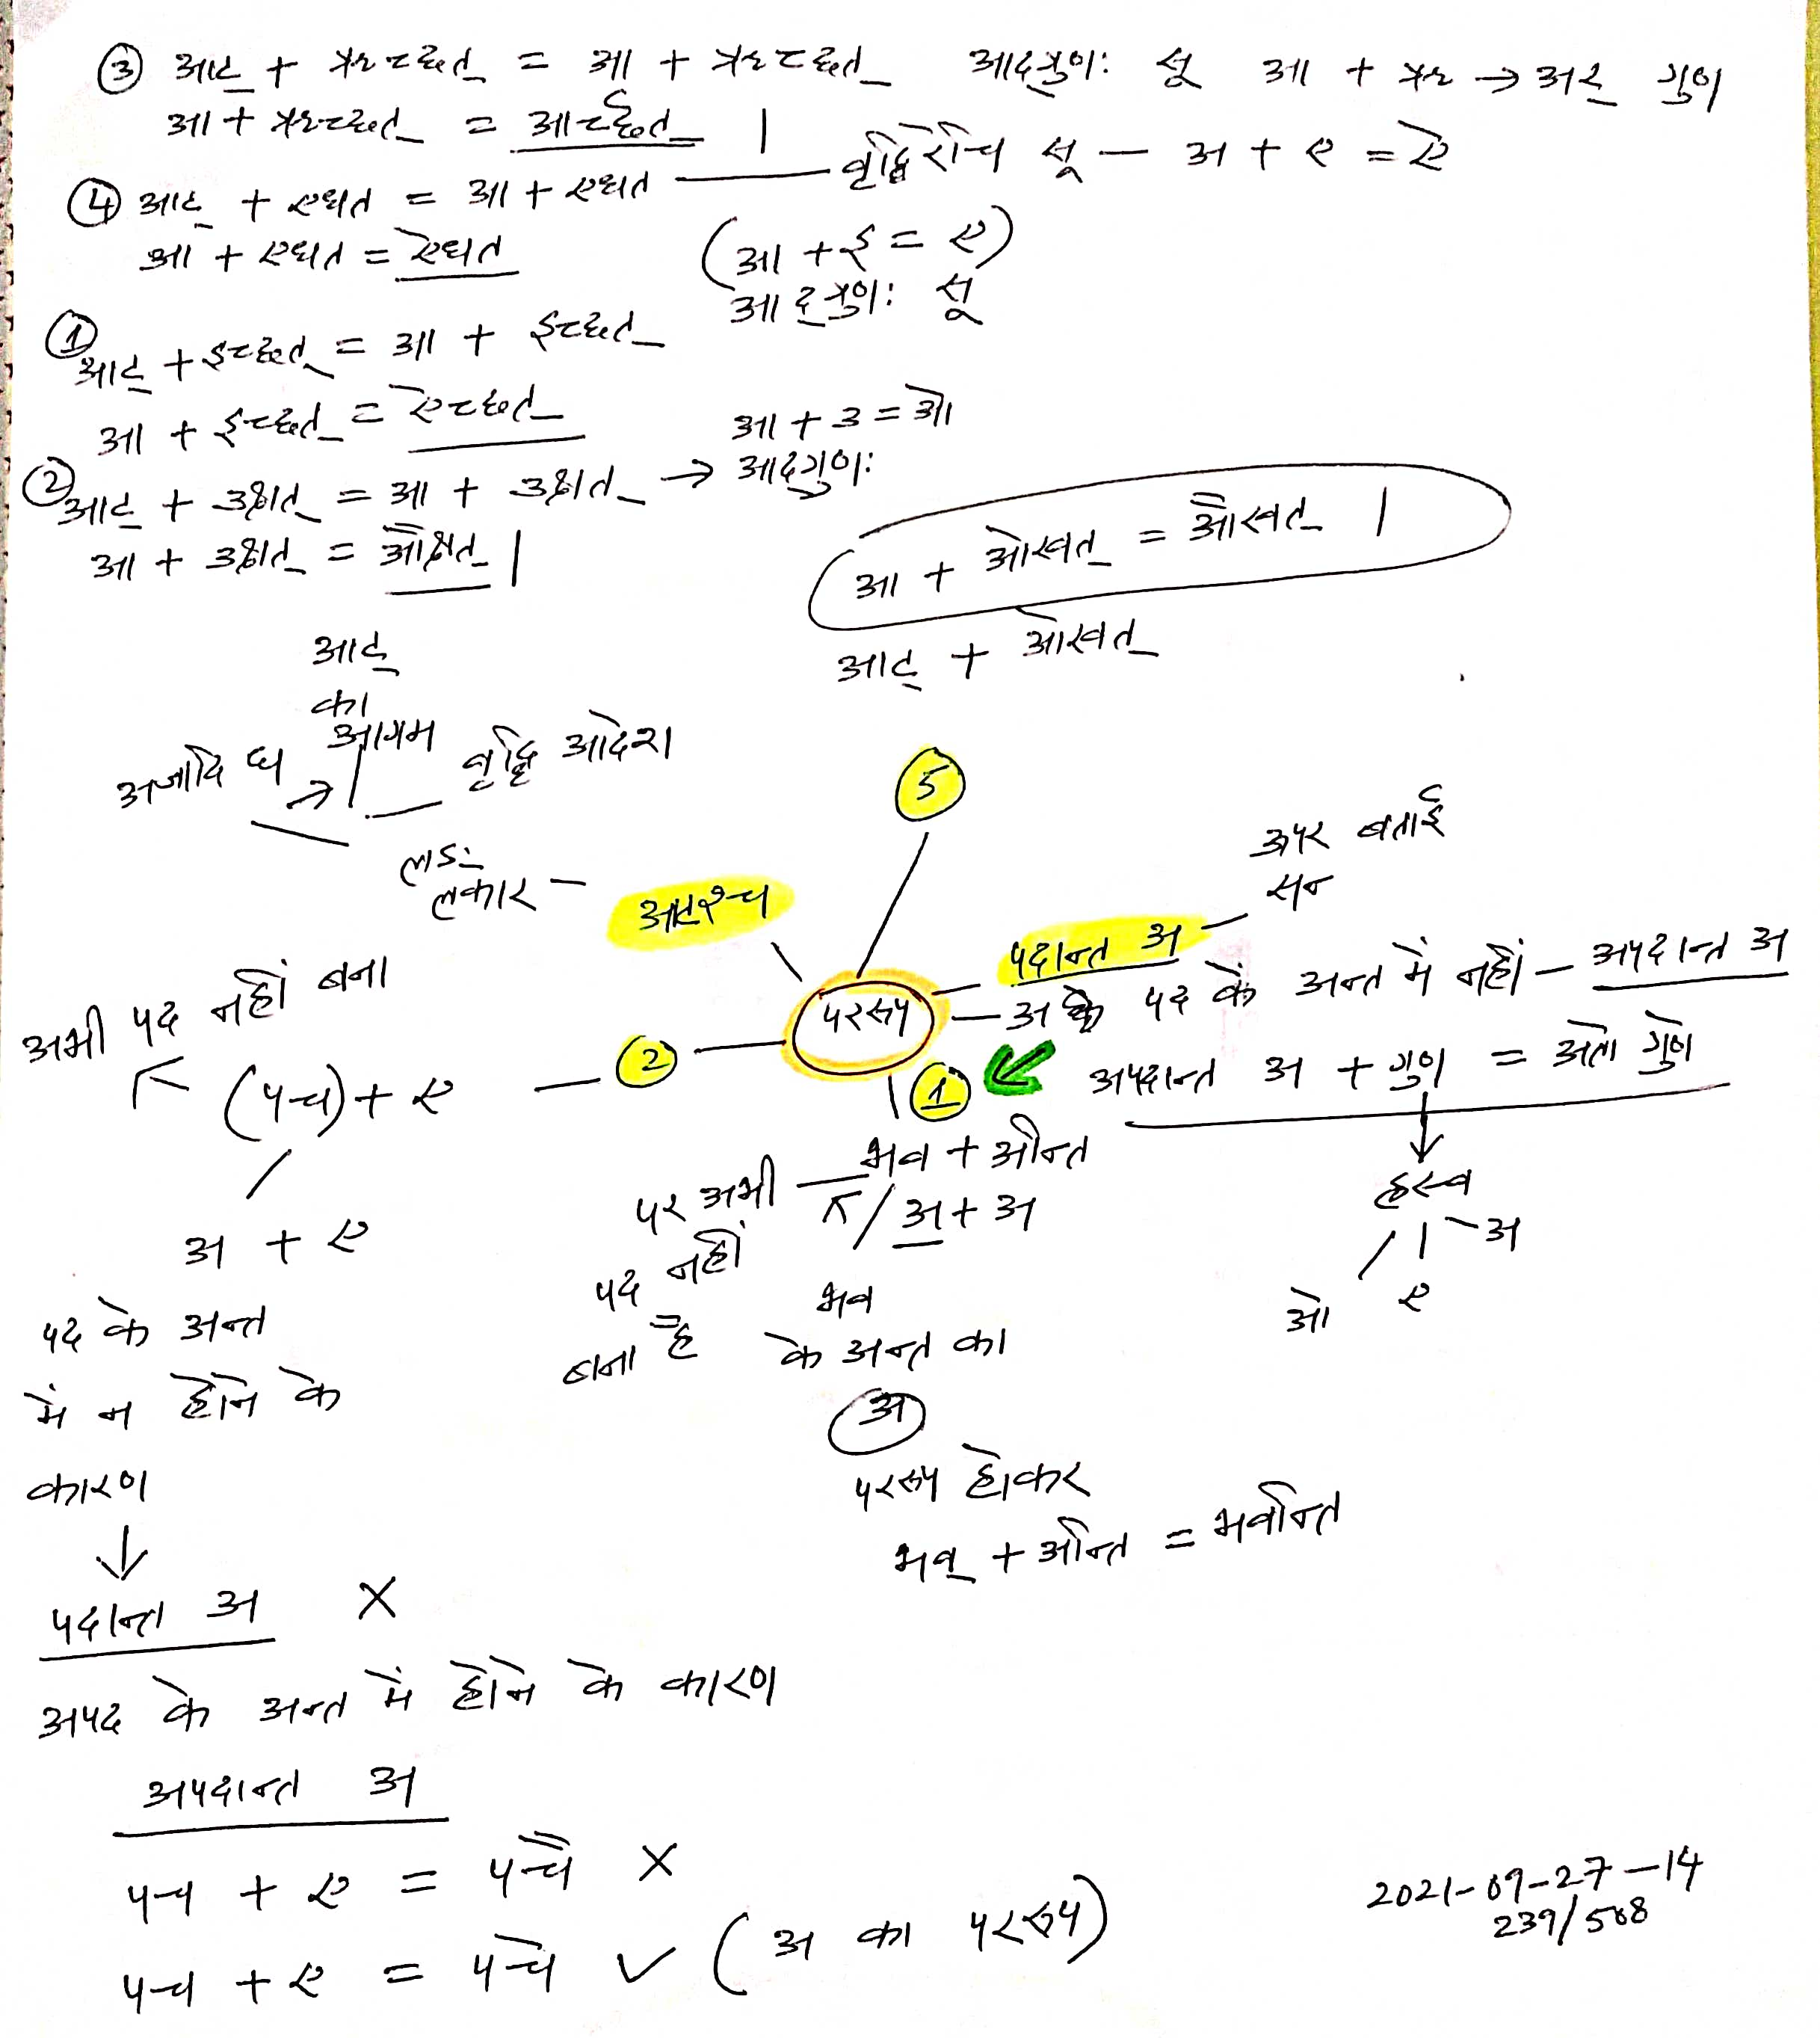 ③ आट् + ऋच्छत् = आ + ऋच्छत् आद्गुणः सू आ + ऋ → अर् गुण
आ + ऋच्छत् = आर्च्छत् |
④ आट् + एधत = आ + एधत — वृद्धिरेचि सू — अ + ए = ऐ
आ + एधत = ऐधत (आ + इ = ए)
आद्गुणः सू
① आट् + इच्छत् = आ + इच्छत्
आ + इच्छत् = ऐच्छत्
आ + उ = ओ
② आट् + उक्षत् = आ + उक्षत् → आद्गुणः
आ + उक्षत् = औक्षत् |
आ + ओखत् = औखत् |
आट् + ओखत्
आट्
का
आगम
अजादि धा → वृद्धि आदेश
लङ्
लकार –
आटश्च
5
पररूप
पदान्त अ –
ऊपर बताई
अ के पद के अन्त में नहीं – अपदान्त अ
अपदान्त अ + गुण = अतो गुणे
ह्रस्व
अ
ए
ओ
अभी पद नहीं बना
(पच) + ए — 2
अ + ए
पद के अन्त
में न होने के
कारण
↓
पदान्त अ ×
1
भव + अन्ति
अ + अ
पर अभी
पद नहीं
बना है
भव
के अन्त का
अ
पररूप होकर
भव् + अन्ति = भवन्ति
अपद के अन्त में होने के कारण
अपदान्त अ
पच + ए = पचै ×
पच + ए = पचे ✓ (अ का पररूप)
2021-09-27-14
239/508